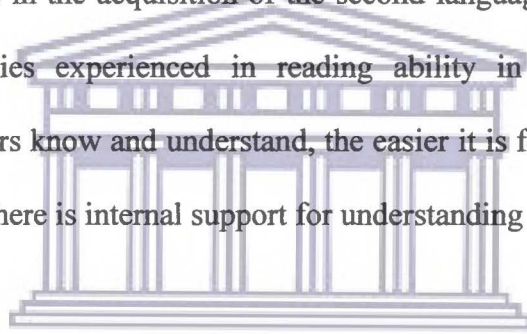 in the acquisition of the second languag
ies experienced in reading ability in
rs know and understand, the easier it is f
here is internal support for understanding